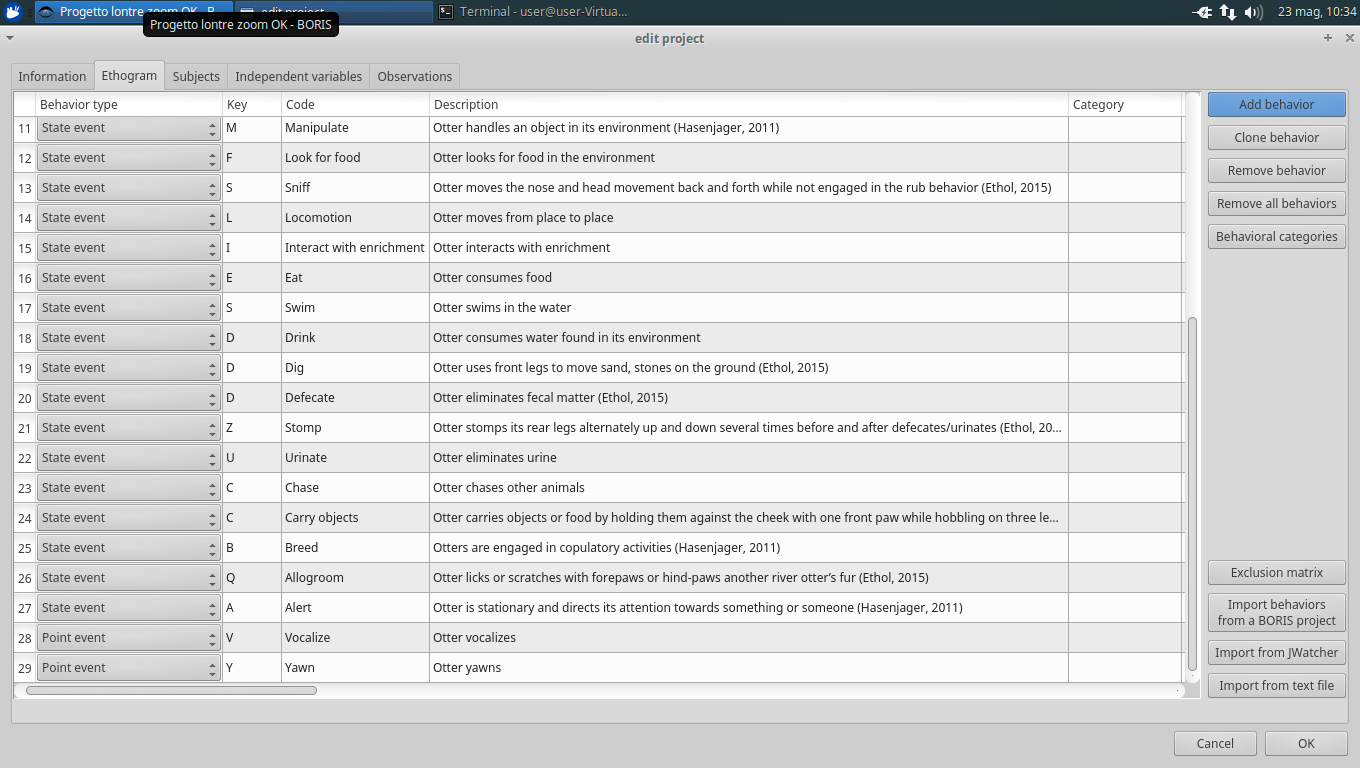 Progetto lontre zoom OK - B...
edit project
Terminal - user@user-Virtua...
23 mag, 10:34
Progetto lontre zoom OK - BORIS
edit project
Information Ethogram Subjects Independent variables Observations
Behavior type Key Code Description Category
11 State event M Manipulate Otter handles an object in its environment (Hasenjager, 2011)
12 State event F Look for food Otter looks for food in the environment
13 State event S Sniff Otter moves the nose and head movement back and forth while not engaged in the rub behavior (Ethol, 2015)
14 State event L Locomotion Otter moves from place to place
15 State event I Interact with enrichment Otter interacts with enrichment
16 State event E Eat Otter consumes food
17 State event S Swim Otter swims in the water
18 State event D Drink Otter consumes water found in its environment
19 State event D Dig Otter uses front legs to move sand, stones on the ground (Ethol, 2015)
20 State event D Defecate Otter eliminates fecal matter (Ethol, 2015)
21 State event Z Stomp Otter stomps its rear legs alternately up and down several times before and after defecates/urinates (Ethol, 20...
22 State event U Urinate Otter eliminates urine
23 State event C Chase Otter chases other animals
24 State event C Carry objects Otter carries objects or food by holding them against the cheek with one front paw while hobbling on three le...
25 State event B Breed Otters are engaged in copulatory activities (Hasenjager, 2011)
26 State event Q Allogroom Otter licks or scratches with forepaws or hind-paws another river otter's fur (Ethol, 2015)
27 State event A Alert Otter is stationary and directs its attention towards something or someone (Hasenjager, 2011)
28 Point event V Vocalize Otter vocalizes
29 Point event Y Yawn Otter yawns
Add behavior
Clone behavior
Remove behavior
Remove all behaviors
Behavioral categories
Exclusion matrix
Import behaviors
from a BORIS project
Import from JWatcher
Import from text file
Cancel OK